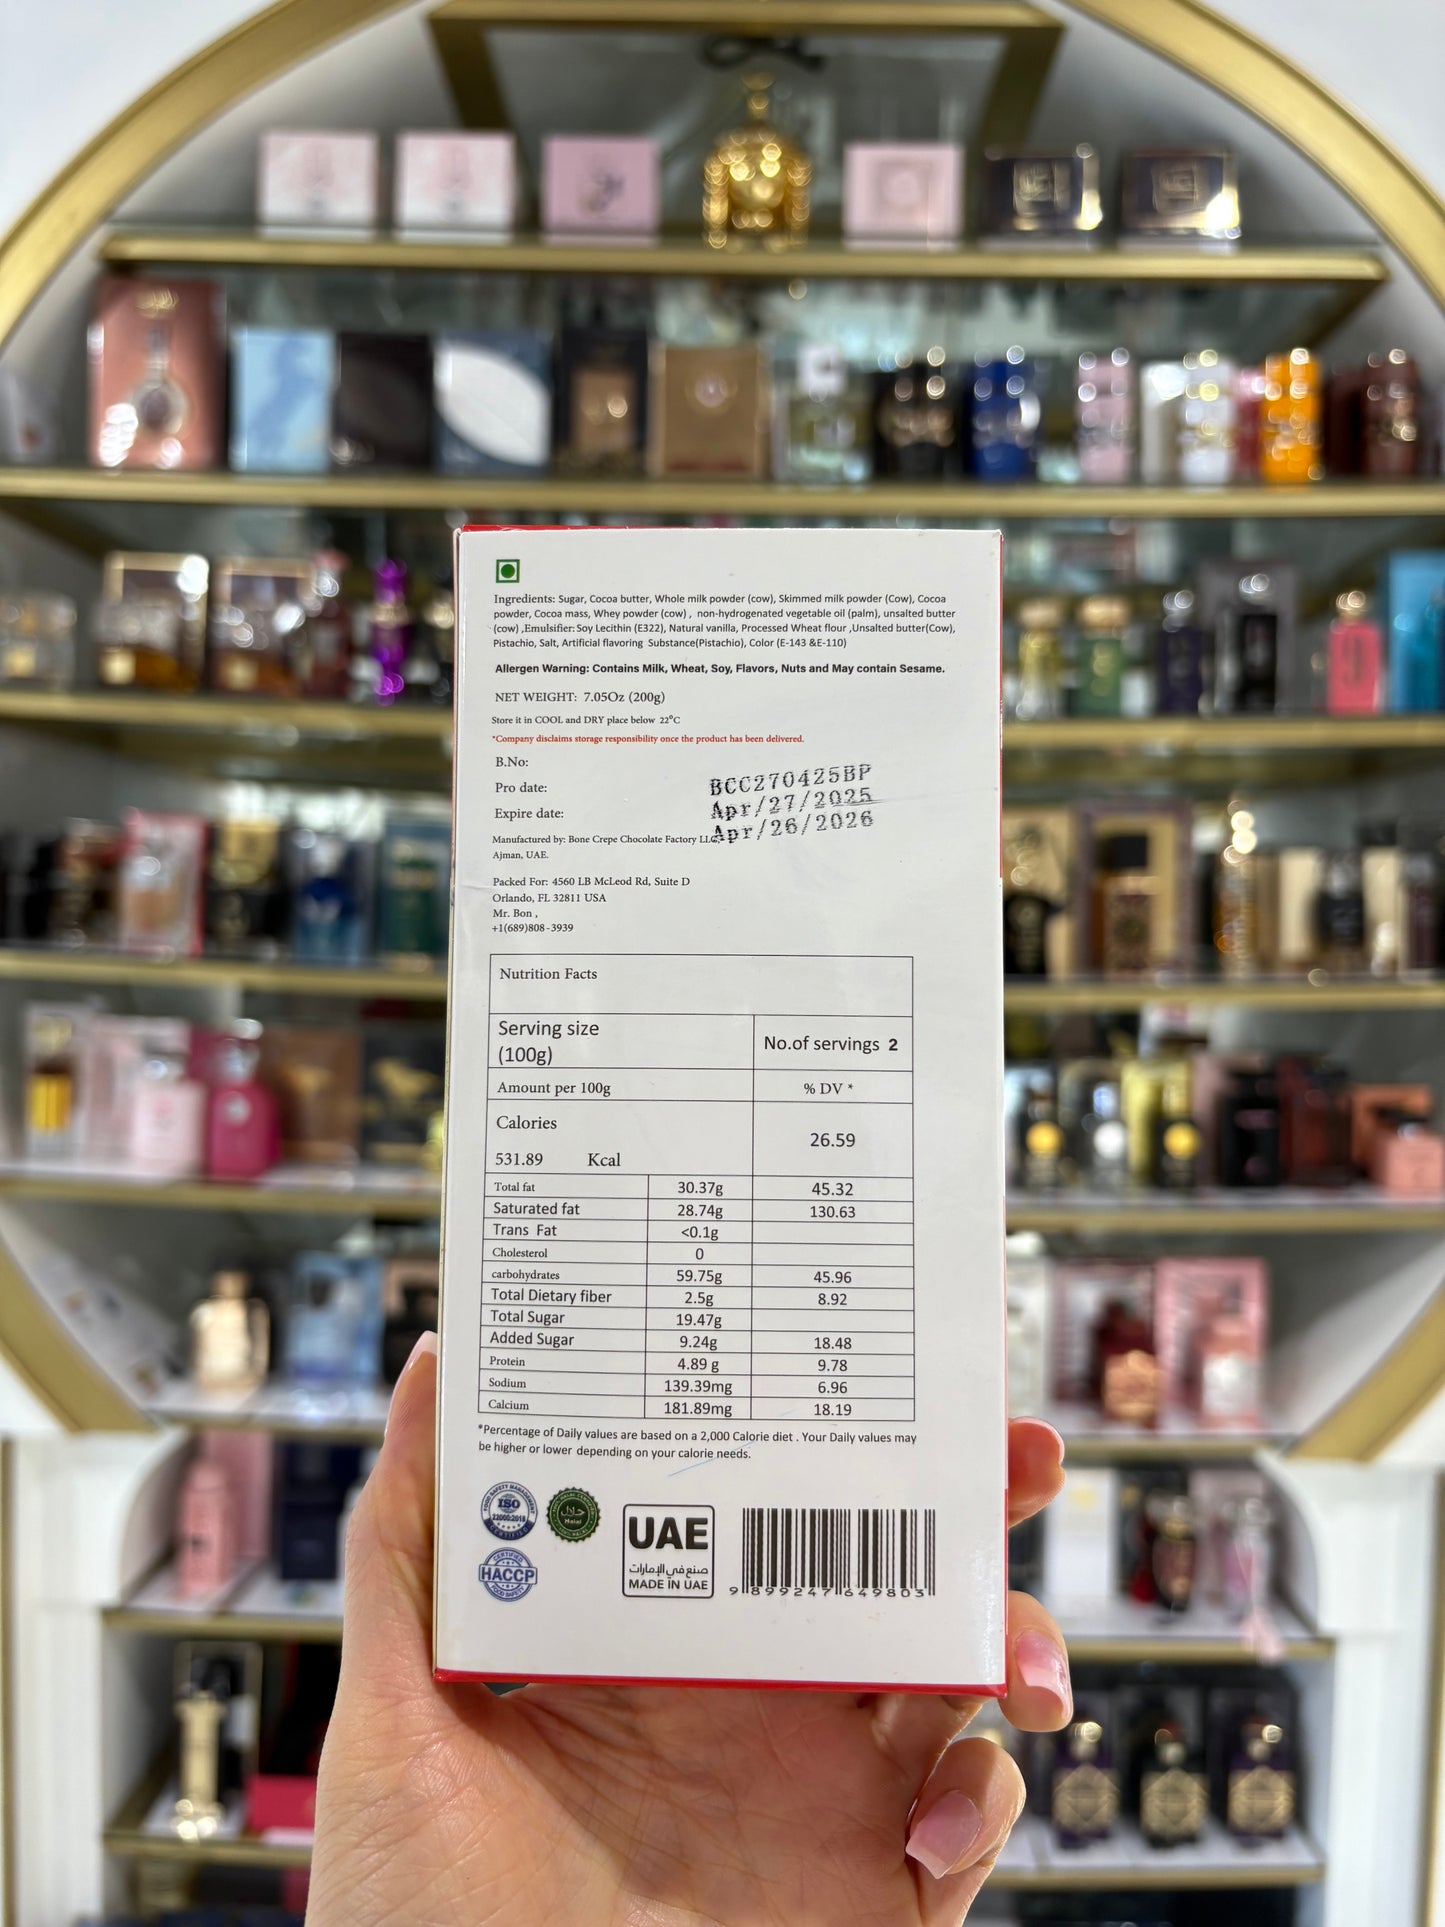 Ingredients: Sugar, Cocoa butter, Whole milk powder (cow), Skimmed milk powder (Cow), Cocoa
powder, Cocoa mass, Whey powder (cow) , non-hydrogenated vegetable oil (palm), unsalted butter
(cow) ,Emulsifier: Soy Lecithin (E322), Natural vanilla, Processed Wheat flour ,Unsalted butter(Cow),
Pistachio, Salt, Artificial flavoring Substance(Pistachio), Color (E-143 &E-110)
Allergen Warning: Contains Milk, Wheat, Soy, Flavors, Nuts and May contain Sesame.
NET WEIGHT: 7.05Oz (200g)
Store it in COOL and DRY place below 22°C
*Company disclaims storage responsibility once the product has been delivered.
B.No: BCC270425BP
Pro date: Apr/27/2025
Expire date: Apr/26/2026
Manufactured by: Bone Crepe Chocolate Factory LLC,
Ajman, UAE.
Packed For: 4560 LB McLeod Rd, Suite D
Orlando, FL 32811 USA
Mr. Bon ,
+1(689)808-3939
Nutrition Facts
Serving size
(100g)
No.of servings 2
Amount per 100g % DV *
Calories
531.89 Kcal
26.59
Total fat 30.37g 45.32
Saturated fat 28.74g 130.63
Trans Fat <0.1g
Cholesterol 0
carbohydrates 59.75g 45.96
Total Dietary fiber 2.5g 8.92
Total Sugar 19.47g
Added Sugar 9.24g 18.48
Protein 4.89 g 9.78
Sodium 139.39mg 6.96
Calcium 181.89mg 18.19
*Percentage of Daily values are based on a 2,000 Calorie diet . Your Daily values may
be higher or lower depending on your calorie needs.
FOOD SAFETY MANAGEMENT
ISO
22000:2018
CERTIFIED
حلال
Halal
CERTIFIED
HACCP
FOOD SAFETY
UAE
صنع في الإمارات
MADE IN UAE
9 899247 649803